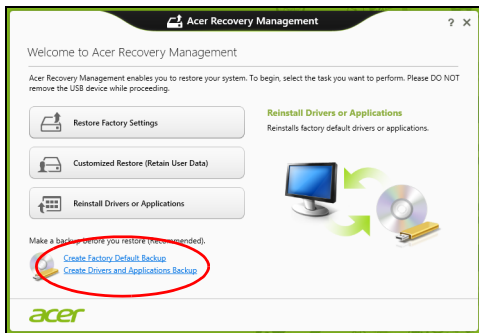 Acer Recovery Management
? ×
Welcome to Acer Recovery Management
Acer Recovery Management enables you to restore your system. To begin, select the task you want to perform. Please DO NOT
remove the USB device while proceeding.
Restore Factory Settings
Customized Restore (Retain User Data)
Reinstall Drivers or Applications
Reinstall Drivers or Applications
Reinstalls factory default drivers or applications.
Make a backup before you restore (Recommended).
Create Factory Default Backup
Create Drivers and Applications Backup
acer